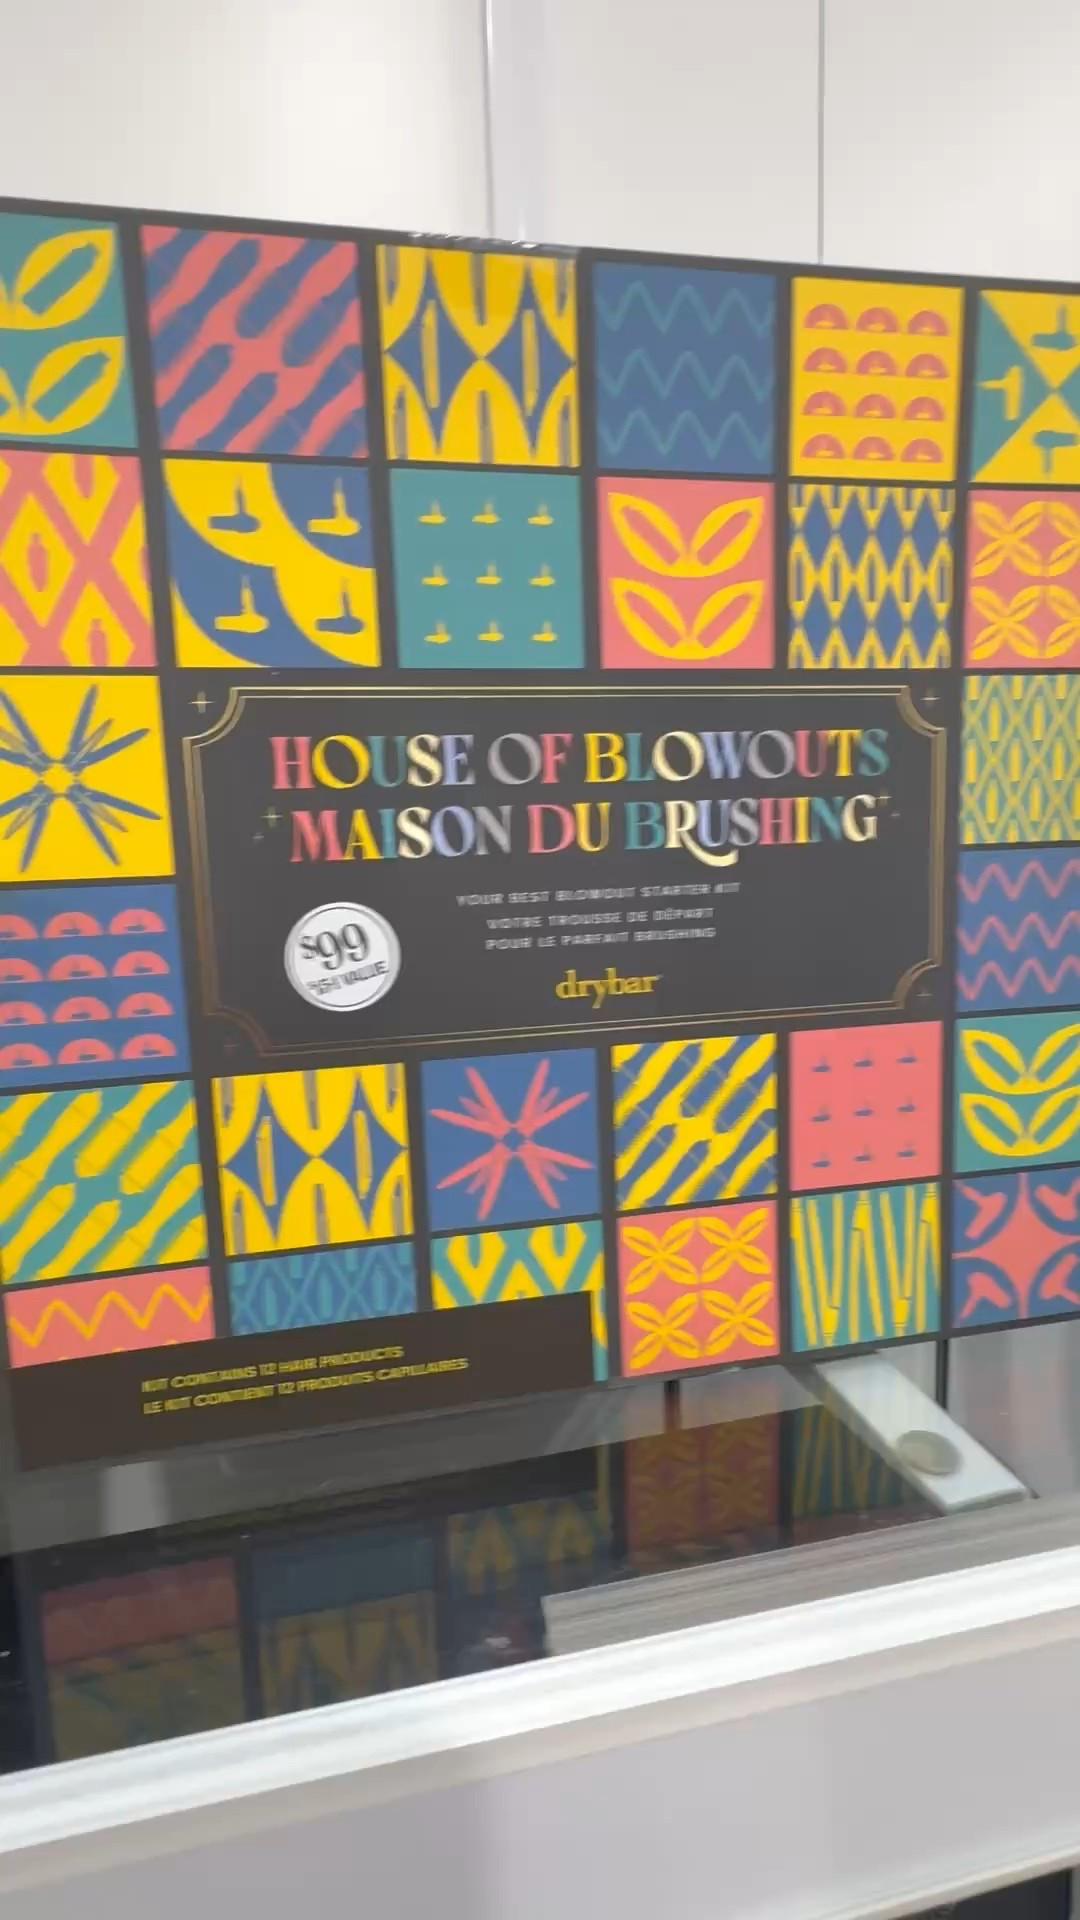 HOUSE OF BLOWOUTS
MAISON DU BRUSHING
YOUR BEST BLOWOUT STARTER KIT
VOTRE TROUSSE DE DÉPART
POUR LE PARFAIT BRUSHING
$99
VALUE
drybar
KIT CONTAINS 12 HAIR PRODUCTS
LE KIT CONTIENT 12 PRODUITS CAPILLAIRES